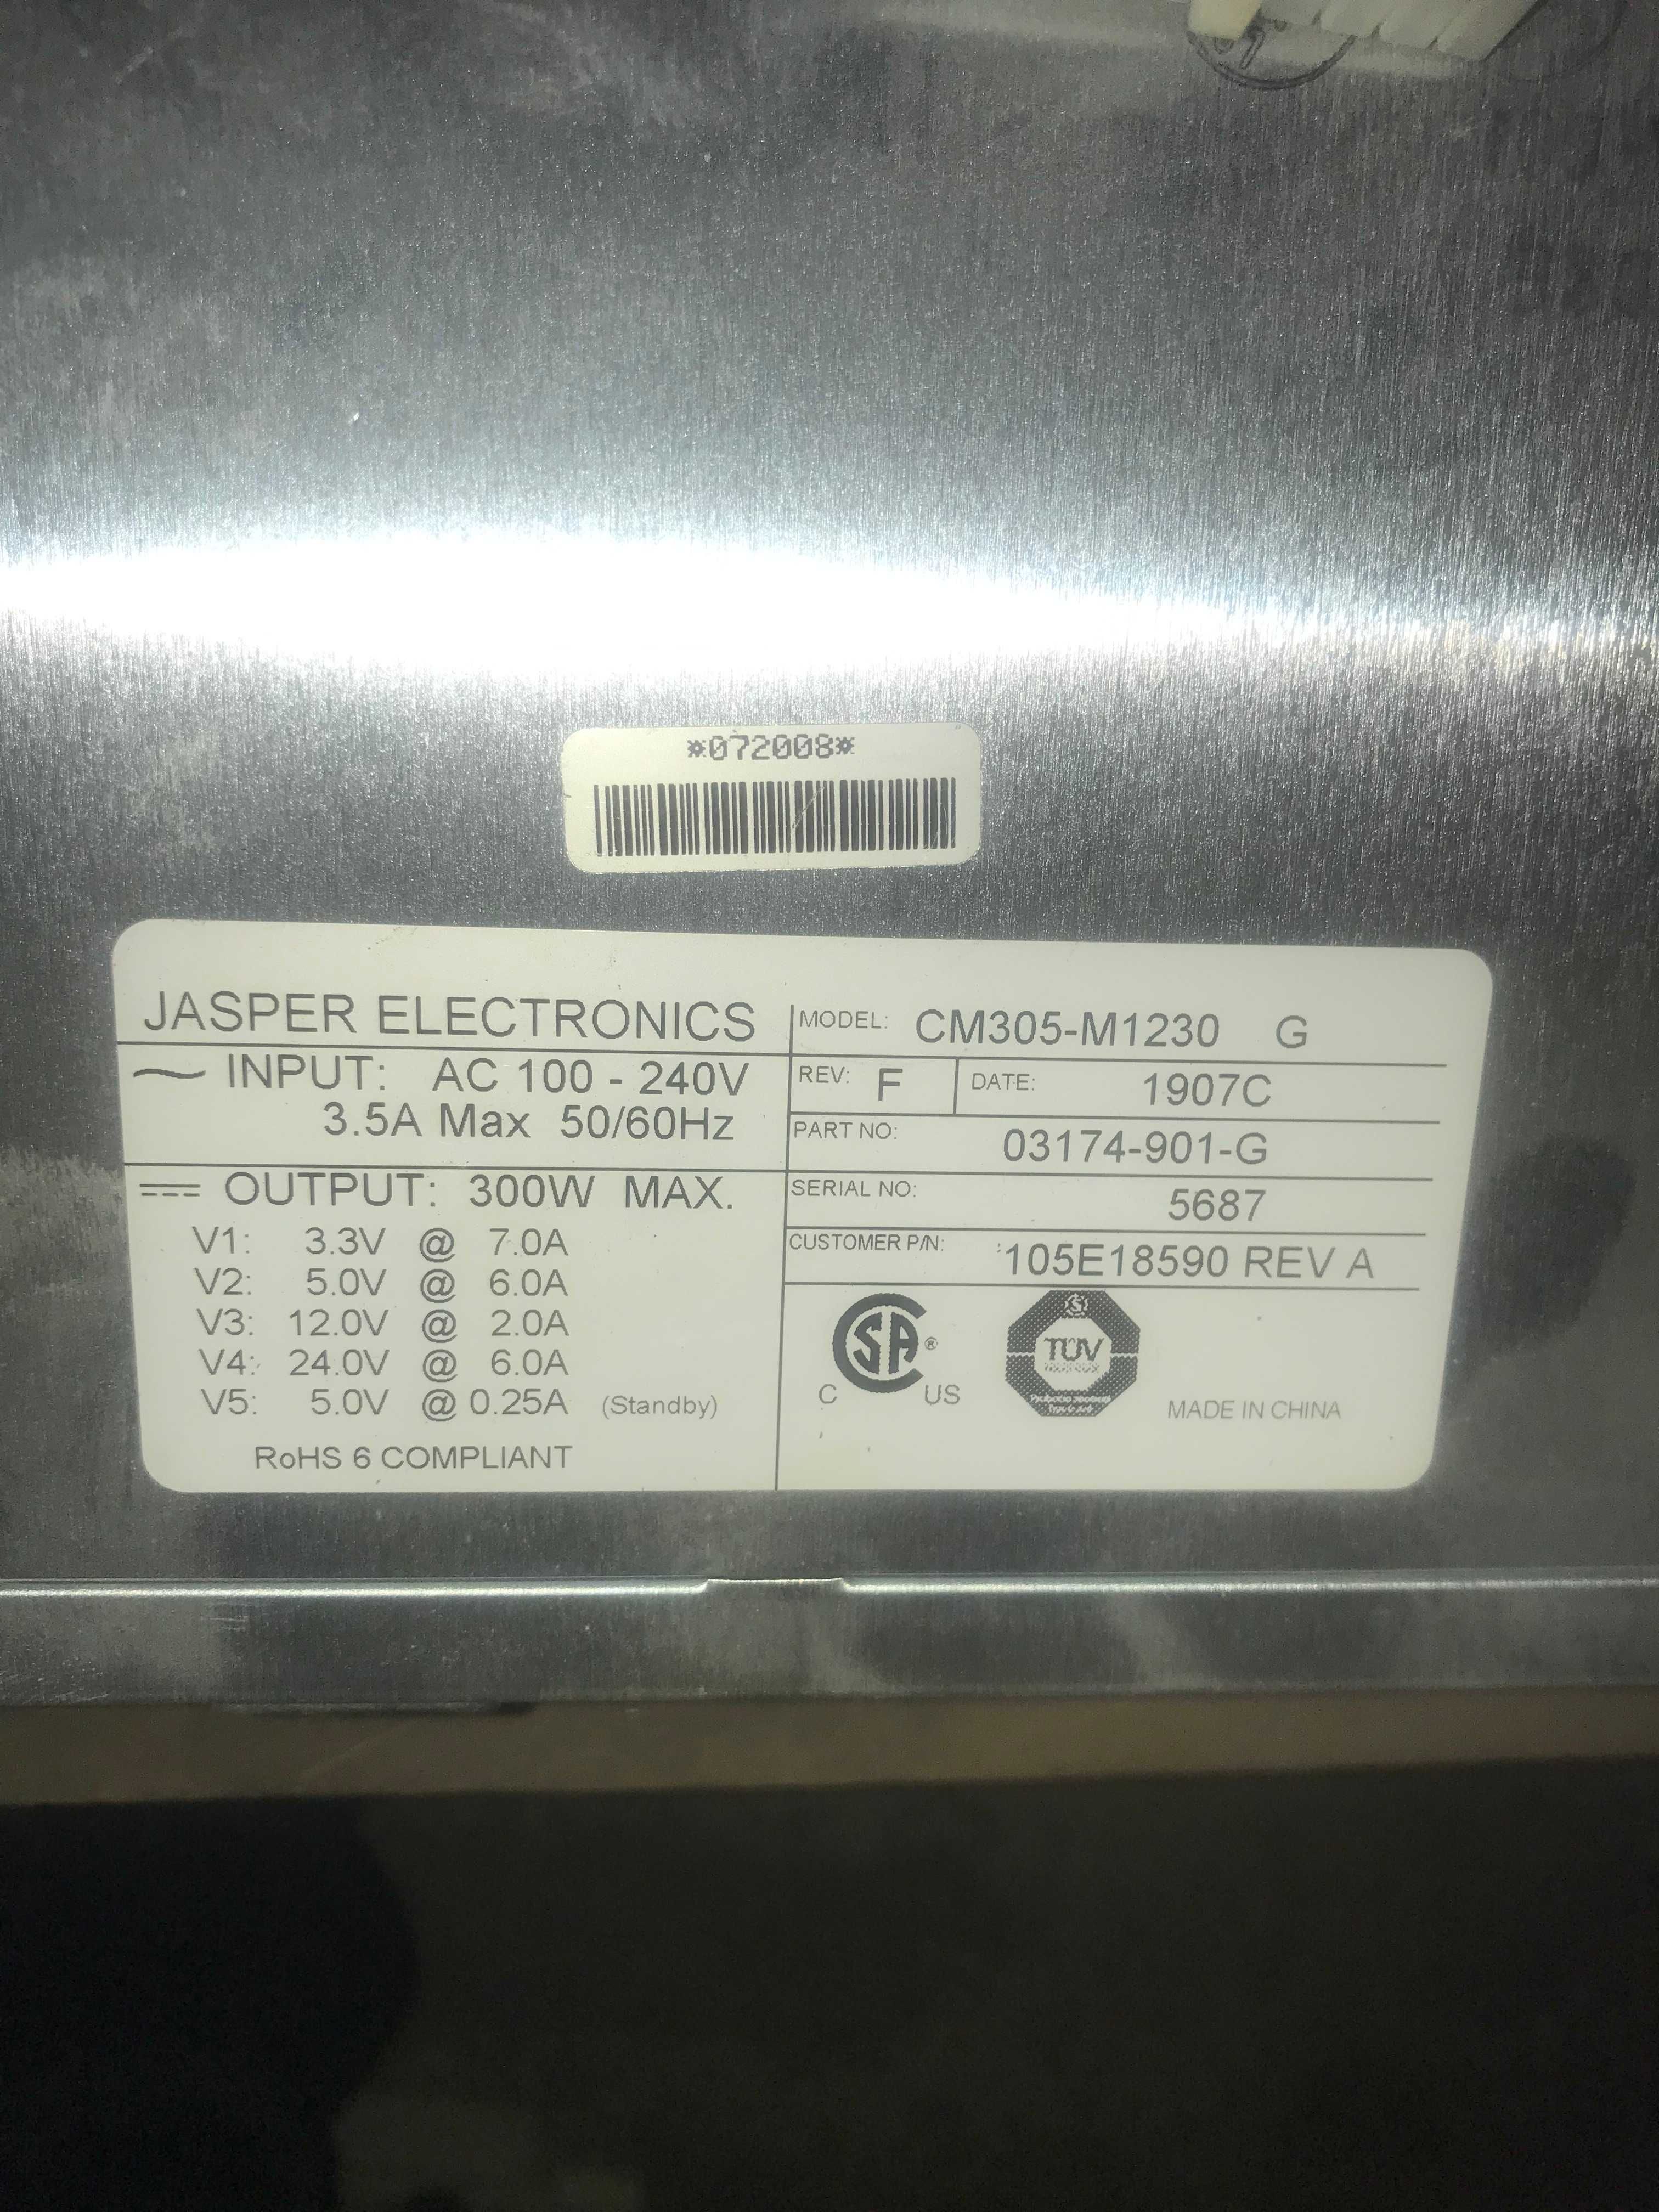 *072008*
JASPER ELECTRONICS
INPUT: AC 100 - 240V
3.5A Max 50/60Hz
OUTPUT: 300W MAX.
V1: 3.3V @ 7.0A
V2: 5.0V @ 6.0A
V3: 12.0V @ 2.0A
V4: 24.0V @ 6.0A
V5: 5.0V @ 0.25A (Standby)
RoHS 6 COMPLIANT
MODEL: CM305-M1230 G
REV: F DATE: 1907C
PART NO: 03174-901-G
SERIAL NO: 5687
CUSTOMER P/N: 105E18590 REV A
SA®
C US
TÜV
MADE IN CHINA